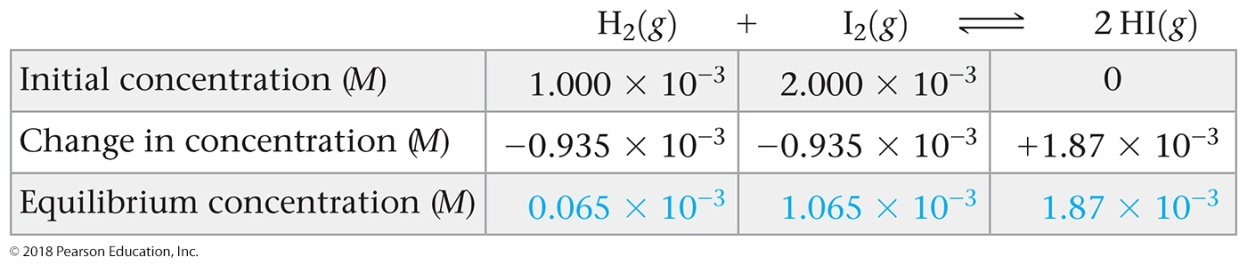 H₂(g) + I₂(g) ⇌ 2 HI(g)
Initial concentration (M) 1.000 × 10⁻³ 2.000 × 10⁻³ 0
Change in concentration (M) −0.935 × 10⁻³ −0.935 × 10⁻³ +1.87 × 10⁻³
Equilibrium concentration (M) 0.065 × 10⁻³ 1.065 × 10⁻³ 1.87 × 10⁻³
© 2018 Pearson Education, Inc.